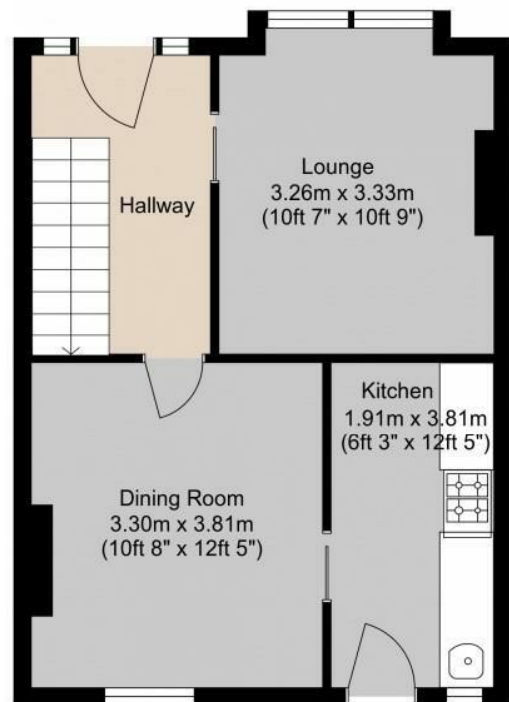 Lounge
3.26m x 3.33m
(10ft 7" x 10ft 9")
Hallway
Kitchen
1.91m x 3.81m
(6ft 3" x 12ft 5")
Dining Room
3.30m x 3.81m
(10ft 8" x 12ft 5")